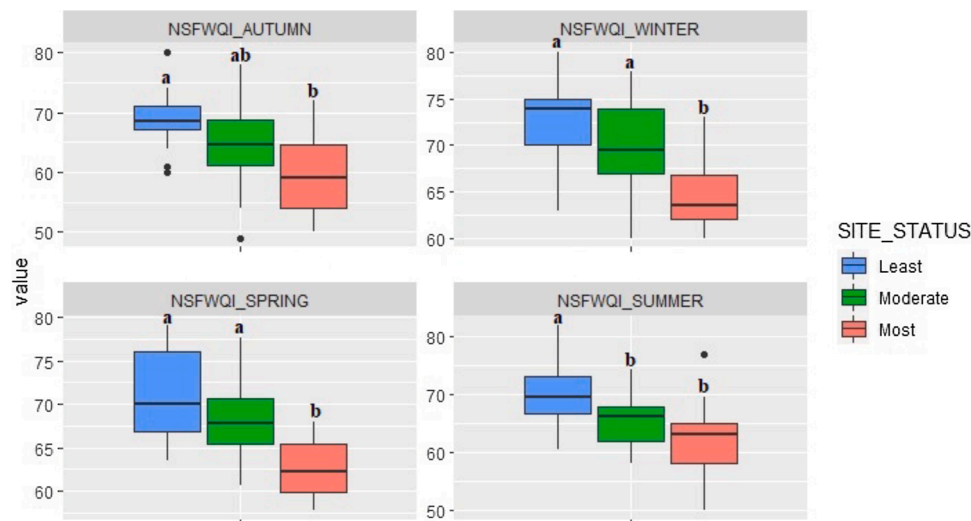 NSFWQI_AUTUMN
80
70
60
50
a
ab
b
NSFWQI_WINTER
80
75
70
65
60
a
a
b
value
NSFWQI_SPRING
80
75
70
65
60
a
a
b
NSFWQI_SUMMER
80
70
60
50
a
b
b
SITE_STATUS
Least
Moderate
Most